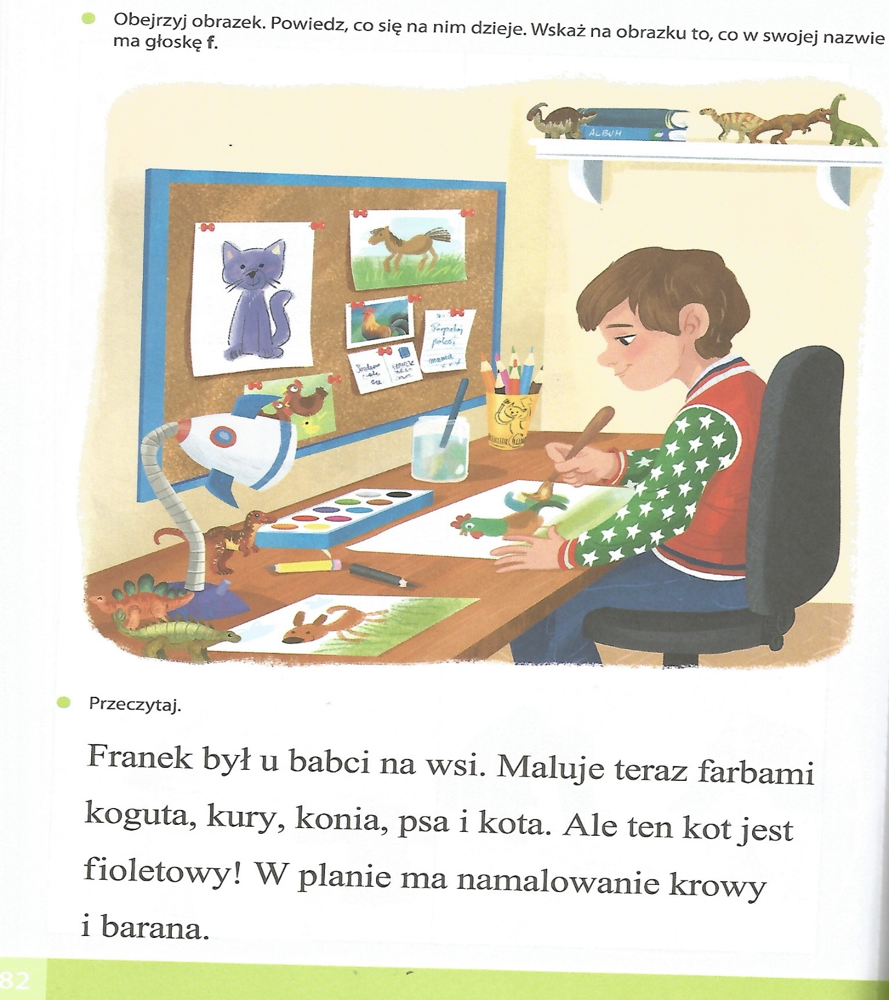 Obejrzyj obrazek. Powiedz, co się na nim dzieje. Wskaż na obrazku to, co w swojej nazwie
ma głoskę f.
ALBUM
mama
Przeczytaj.
Franek był u babci na wsi. Maluje teraz farbami
koguta, kury, konia, psa i kota. Ale ten kot jest
fioletowy! W planie ma namalowanie krowy
i barana.
82